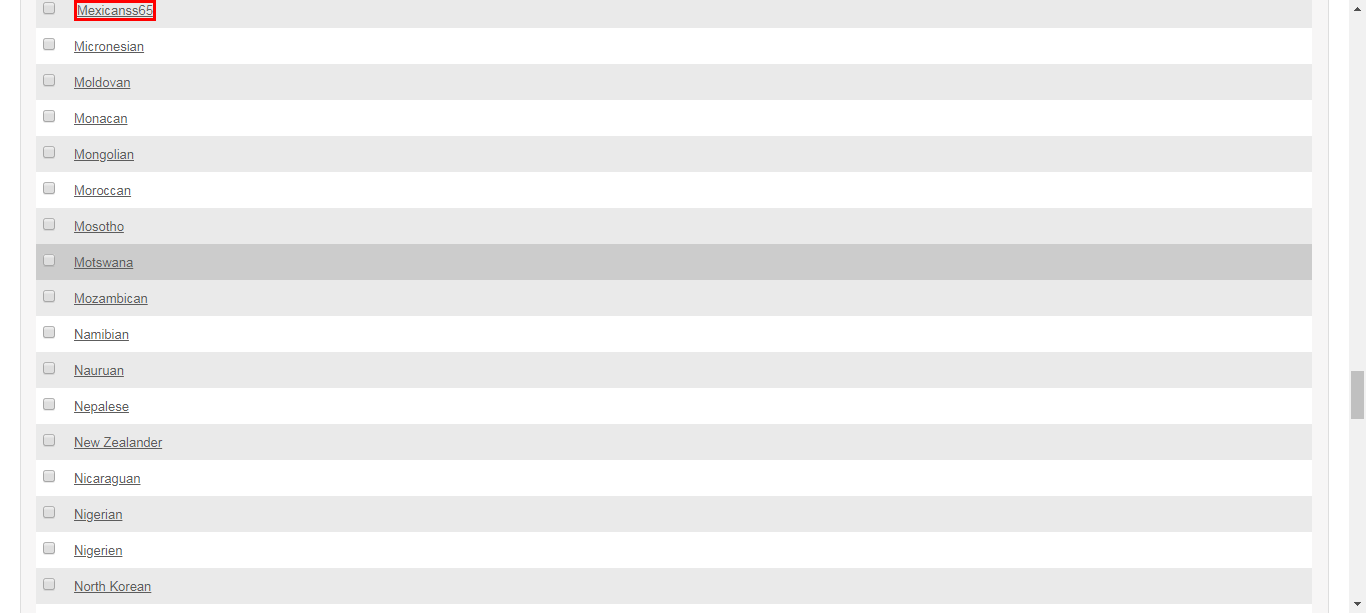 Mexicanss65
Micronesian
Moldovan
Monacan
Mongolian
Moroccan
Mosotho
Motswana
Mozambican
Namibian
Nauruan
Nepalese
New Zealander
Nicaraguan
Nigerian
Nigerien
North Korean